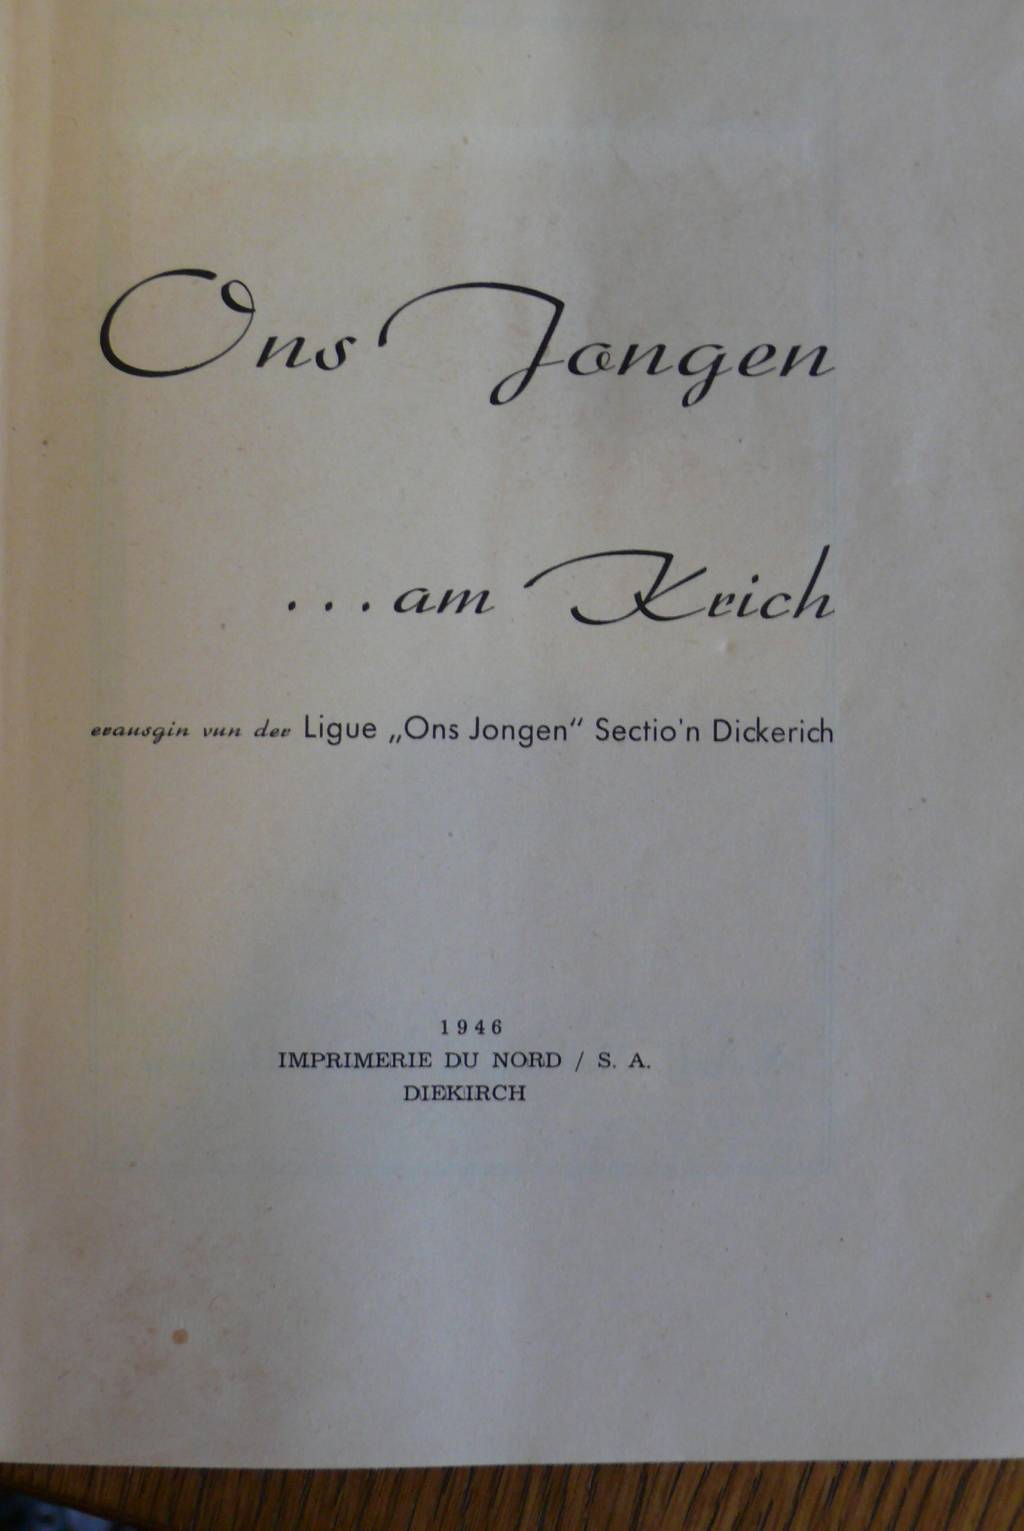 Ons Jongen
...am Krich
erausgin vun der Ligue „Ons Jongen“ Sectio'n Dickerich
1946
IMPRIMERIE DU NORD / S. A.
DIEKIRCH